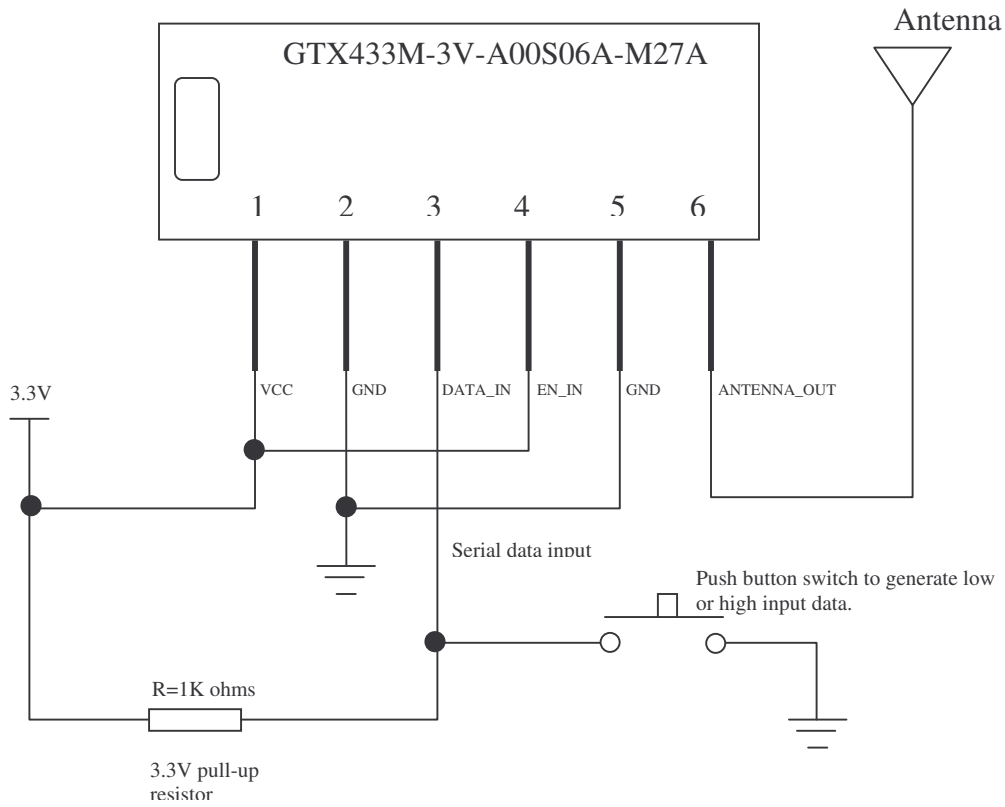 Antenna
GTX433M-3V-A00S06A-M27A
1 2 3 4 5 6
3.3V
VCC GND DATA_IN EN_IN GND ANTENNA_OUT
Serial data input
Push button switch to generate low
or high input data.
R=1K ohms
3.3V pull-up
resistor